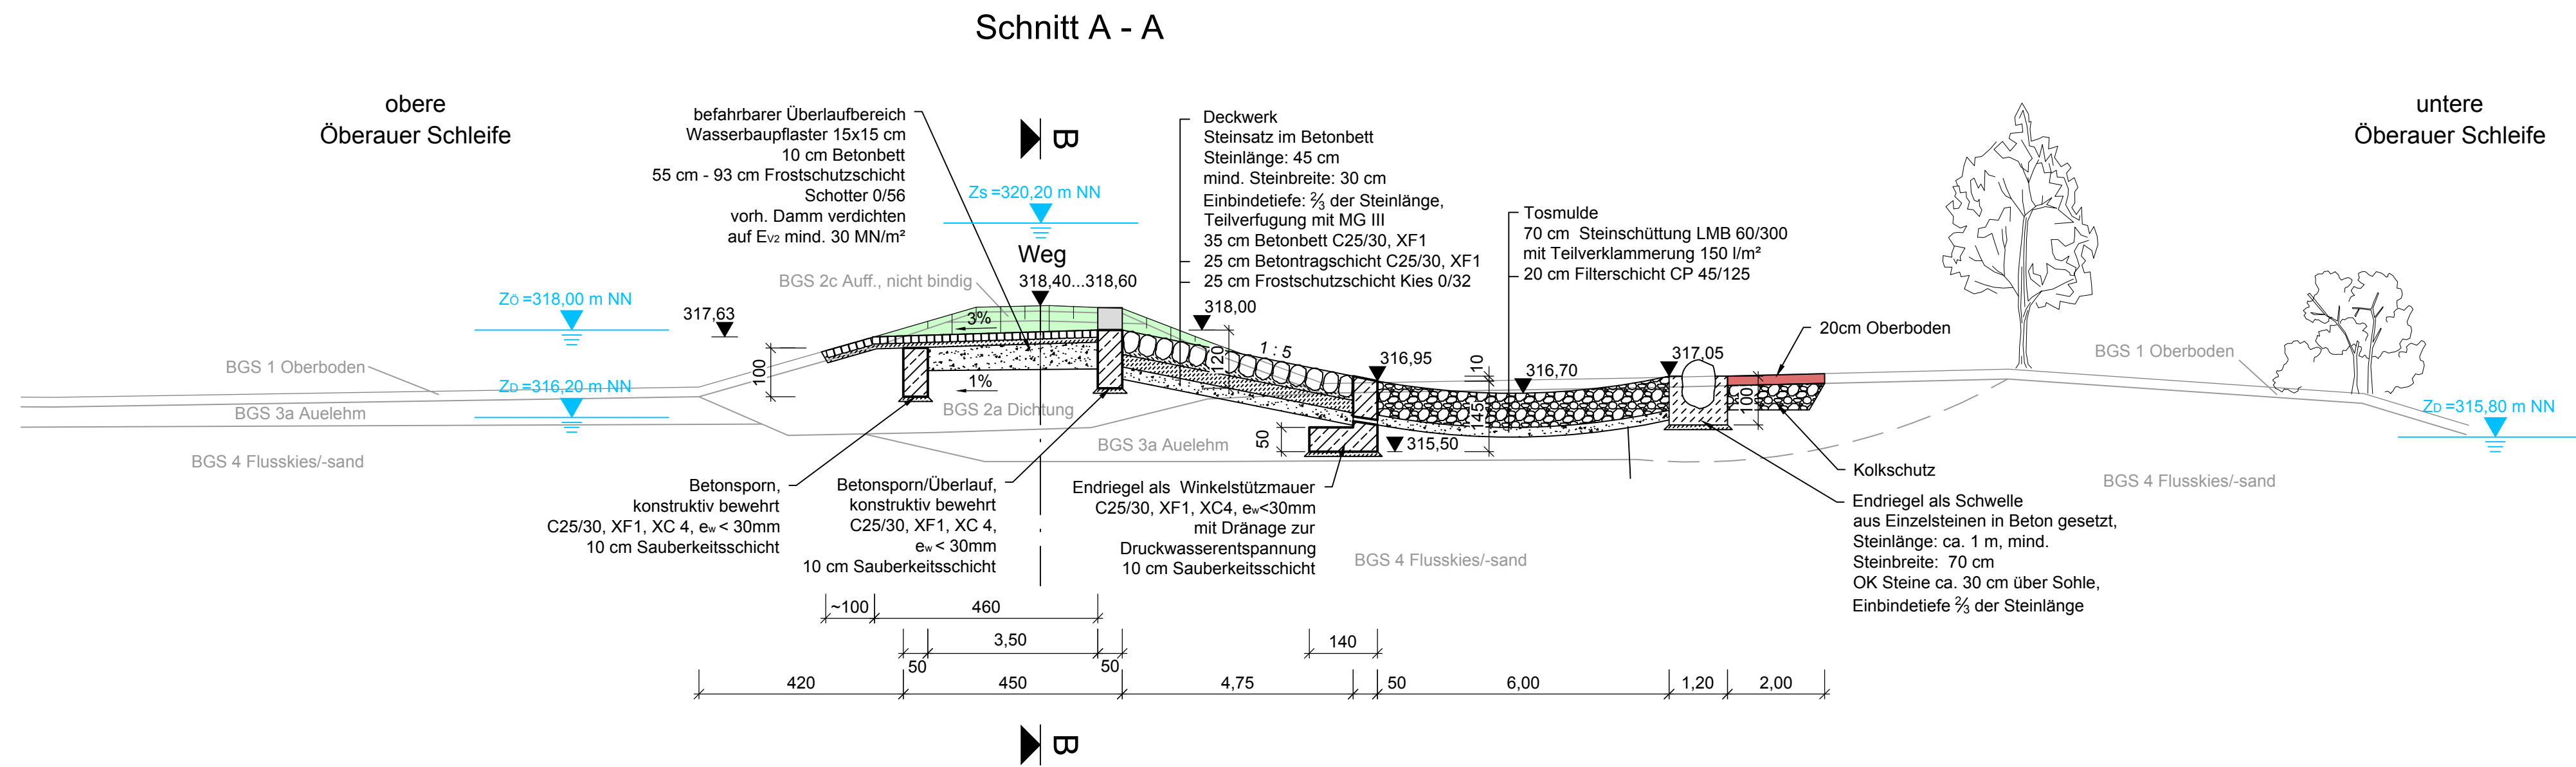 Schnitt A - A
obere
Öberauer Schleife
untere
Öberauer Schleife
befahrbarer Überlaufbereich
Wasserbaupflaster 15x15 cm
10 cm Betonbett
55 cm - 93 cm Frostschutzschicht
Schotter 0/56
vorh. Damm verdichten
auf EV2 mind. 30 MN/m²
B
Zs =320,20 m NN
Weg
318,40...318,60
BGS 2c Auff., nicht bindig
Deckwerk
Steinsatz im Betonbett
Steinlänge: 45 cm
mind. Steinbreite: 30 cm
Einbindetiefe: ⅔ der Steinlänge,
Teilverfugung mit MG III
35 cm Betonbett C25/30, XF1
25 cm Betontragschicht C25/30, XF1
25 cm Frostschutzschicht Kies 0/32
Tosmulde
70 cm Steinschüttung LMB 60/300
mit Teilverklammerung 150 l/m²
20 cm Filterschicht CP 45/125
ZÖ =318,00 m NN
317,63
318,00
3%
1%
1 : 5
120
100
316,95
10
316,70
317,05
100
145
50
315,50
20cm Oberboden
BGS 1 Oberboden
ZD =316,20 m NN
BGS 3a Auelehm
BGS 4 Flusskies/-sand
BGS 2a Dichtung
BGS 3a Auelehm
BGS 1 Oberboden
ZD =315,80 m NN
BGS 4 Flusskies/-sand
Kolkschutz
Betonsporn,
konstruktiv bewehrt
C25/30, XF1, XC 4, ew < 30mm
10 cm Sauberkeitsschicht
Betonsporn/Überlauf,
konstruktiv bewehrt
C25/30, XF1, XC 4,
ew < 30mm
10 cm Sauberkeitsschicht
Endriegel als Winkelstützmauer
C25/30, XF1, XC4, ew<30mm
mit Dränage zur
Druckwasserentspannung
10 cm Sauberkeitsschicht
BGS 4 Flusskies/-sand
Endriegel als Schwelle
aus Einzelsteinen in Beton gesetzt,
Steinlänge: ca. 1 m, mind.
Steinbreite: 70 cm
OK Steine ca. 30 cm über Sohle,
Einbindetiefe ⅔ der Steinlänge
~100
460
3,50
50
50
140
420
450
4,75
50
6,00
1,20
2,00
B